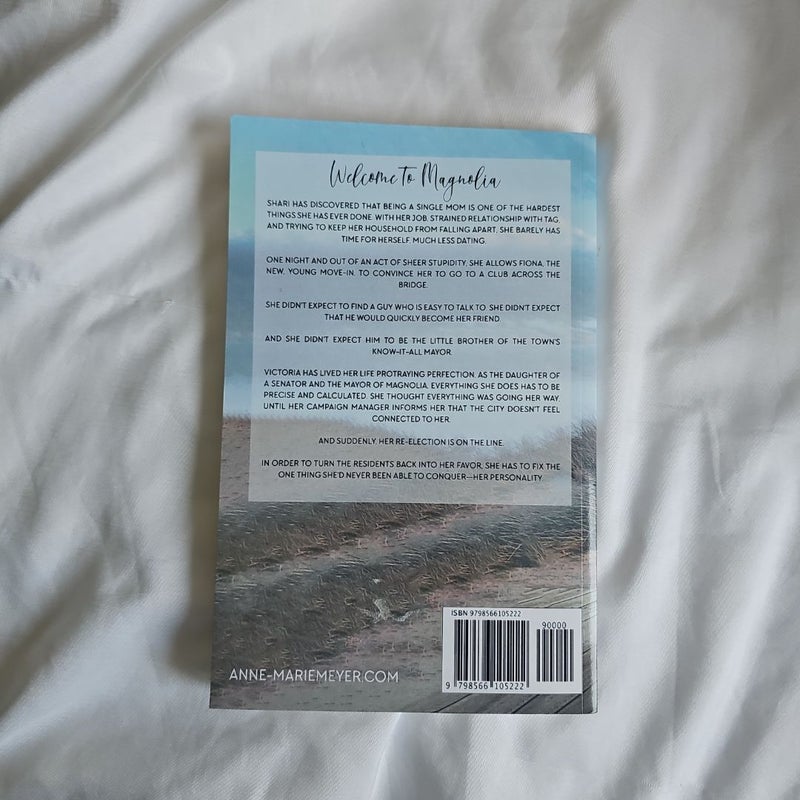 Welcome to Magnolia
SHARI HAS DISCOVERED THAT BEING A SINGLE MOM IS ONE OF THE HARDEST
THINGS SHE HAS EVER DONE. WITH HER JOB, STRAINED RELATIONSHIP WITH TAG,
AND TRYING TO KEEP HER HOUSEHOLD FROM FALLING APART, SHE BARELY HAS
TIME FOR HERSELF, MUCH LESS DATING.
ONE NIGHT AND OUT OF AN ACT OF SHEER STUPIDITY, SHE ALLOWS FIONA, THE
NEW, YOUNG MOVE-IN, TO CONVINCE HER TO GO TO A CLUB ACROSS THE
BRIDGE.
SHE DIDN'T EXPECT TO FIND A GUY WHO IS EASY TO TALK TO. SHE DIDN'T EXPECT
THAT HE WOULD QUICKLY BECOME HER FRIEND.
AND SHE DIDN'T EXPECT HIM TO BE THE LITTLE BROTHER OF THE TOWN'S
KNOW-IT-ALL MAYOR.
VICTORIA HAS LIVED HER LIFE PROTRAYING PERFECTION. AS THE DAUGHTER OF
A SENATOR AND THE MAYOR OF MAGNOLIA, EVERYTHING SHE DOES HAS TO BE
PRECISE AND CALCULATED. SHE THOUGHT EVERYTHING WAS GOING HER WAY,
UNTIL HER CAMPAIGN MANAGER INFORMS HER THAT THE CITY DOESN'T FEEL
CONNECTED TO HER.
AND SUDDENLY, HER RE-ELECTION IS ON THE LINE.
IN ORDER TO TURN THE RESIDENTS BACK INTO HER FAVOR, SHE HAS TO FIX THE
ONE THING SHE'D NEVER BEEN ABLE TO CONQUER—HER PERSONALITY.
ISBN 9798566105222
90000
9 798566 105222
ANNE-MARIEMEYER.COM